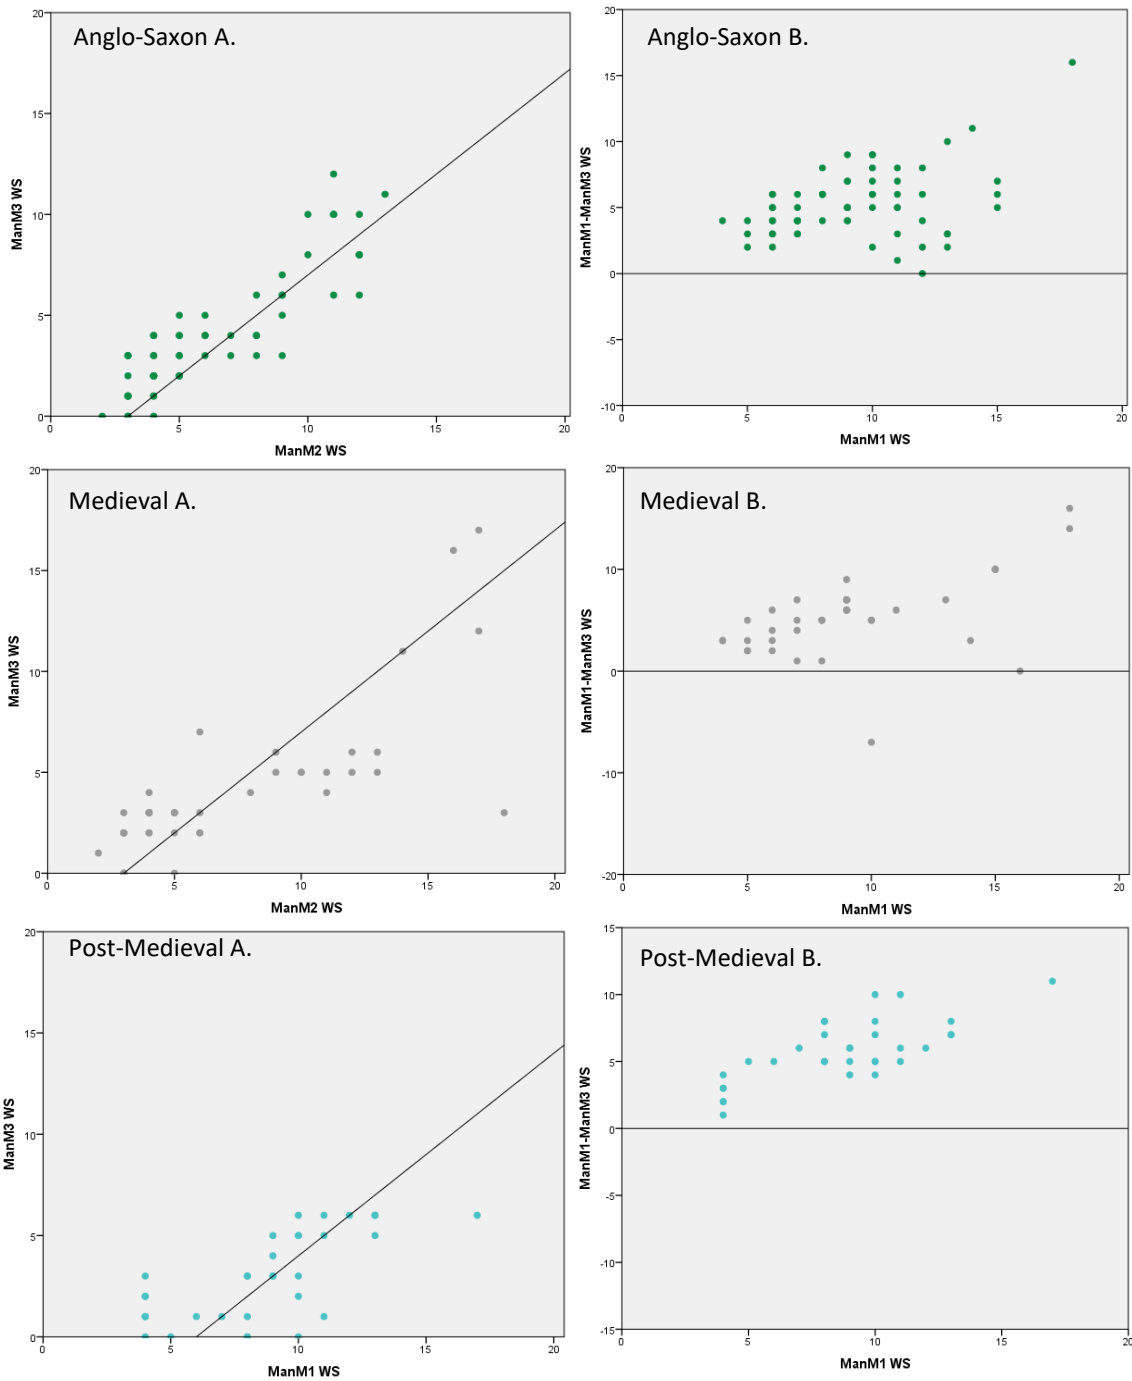 Anglo-Saxon A.
20
15
10
5
0
ManM3 WS
0 5 10 15 20
ManM2 WS
Anglo-Saxon B.
20
15
10
5
0
-5
-10
ManM1-ManM3 WS
0 5 10 15 20
ManM1 WS
Medieval A.
20
15
10
5
0
ManM3 WS
0 5 10 15 20
ManM2 WS
Medieval B.
20
10
0
-10
-20
ManM1-ManM3 WS
0 5 10 15 20
ManM1 WS
Post-Medieval A.
20
15
10
5
0
ManM3 WS
0 5 10 15 20
ManM1 WS
Post-Medieval B.
15
10
5
0
-5
-10
-15
ManM1-ManM3 WS
0 5 10 15 20
ManM1 WS